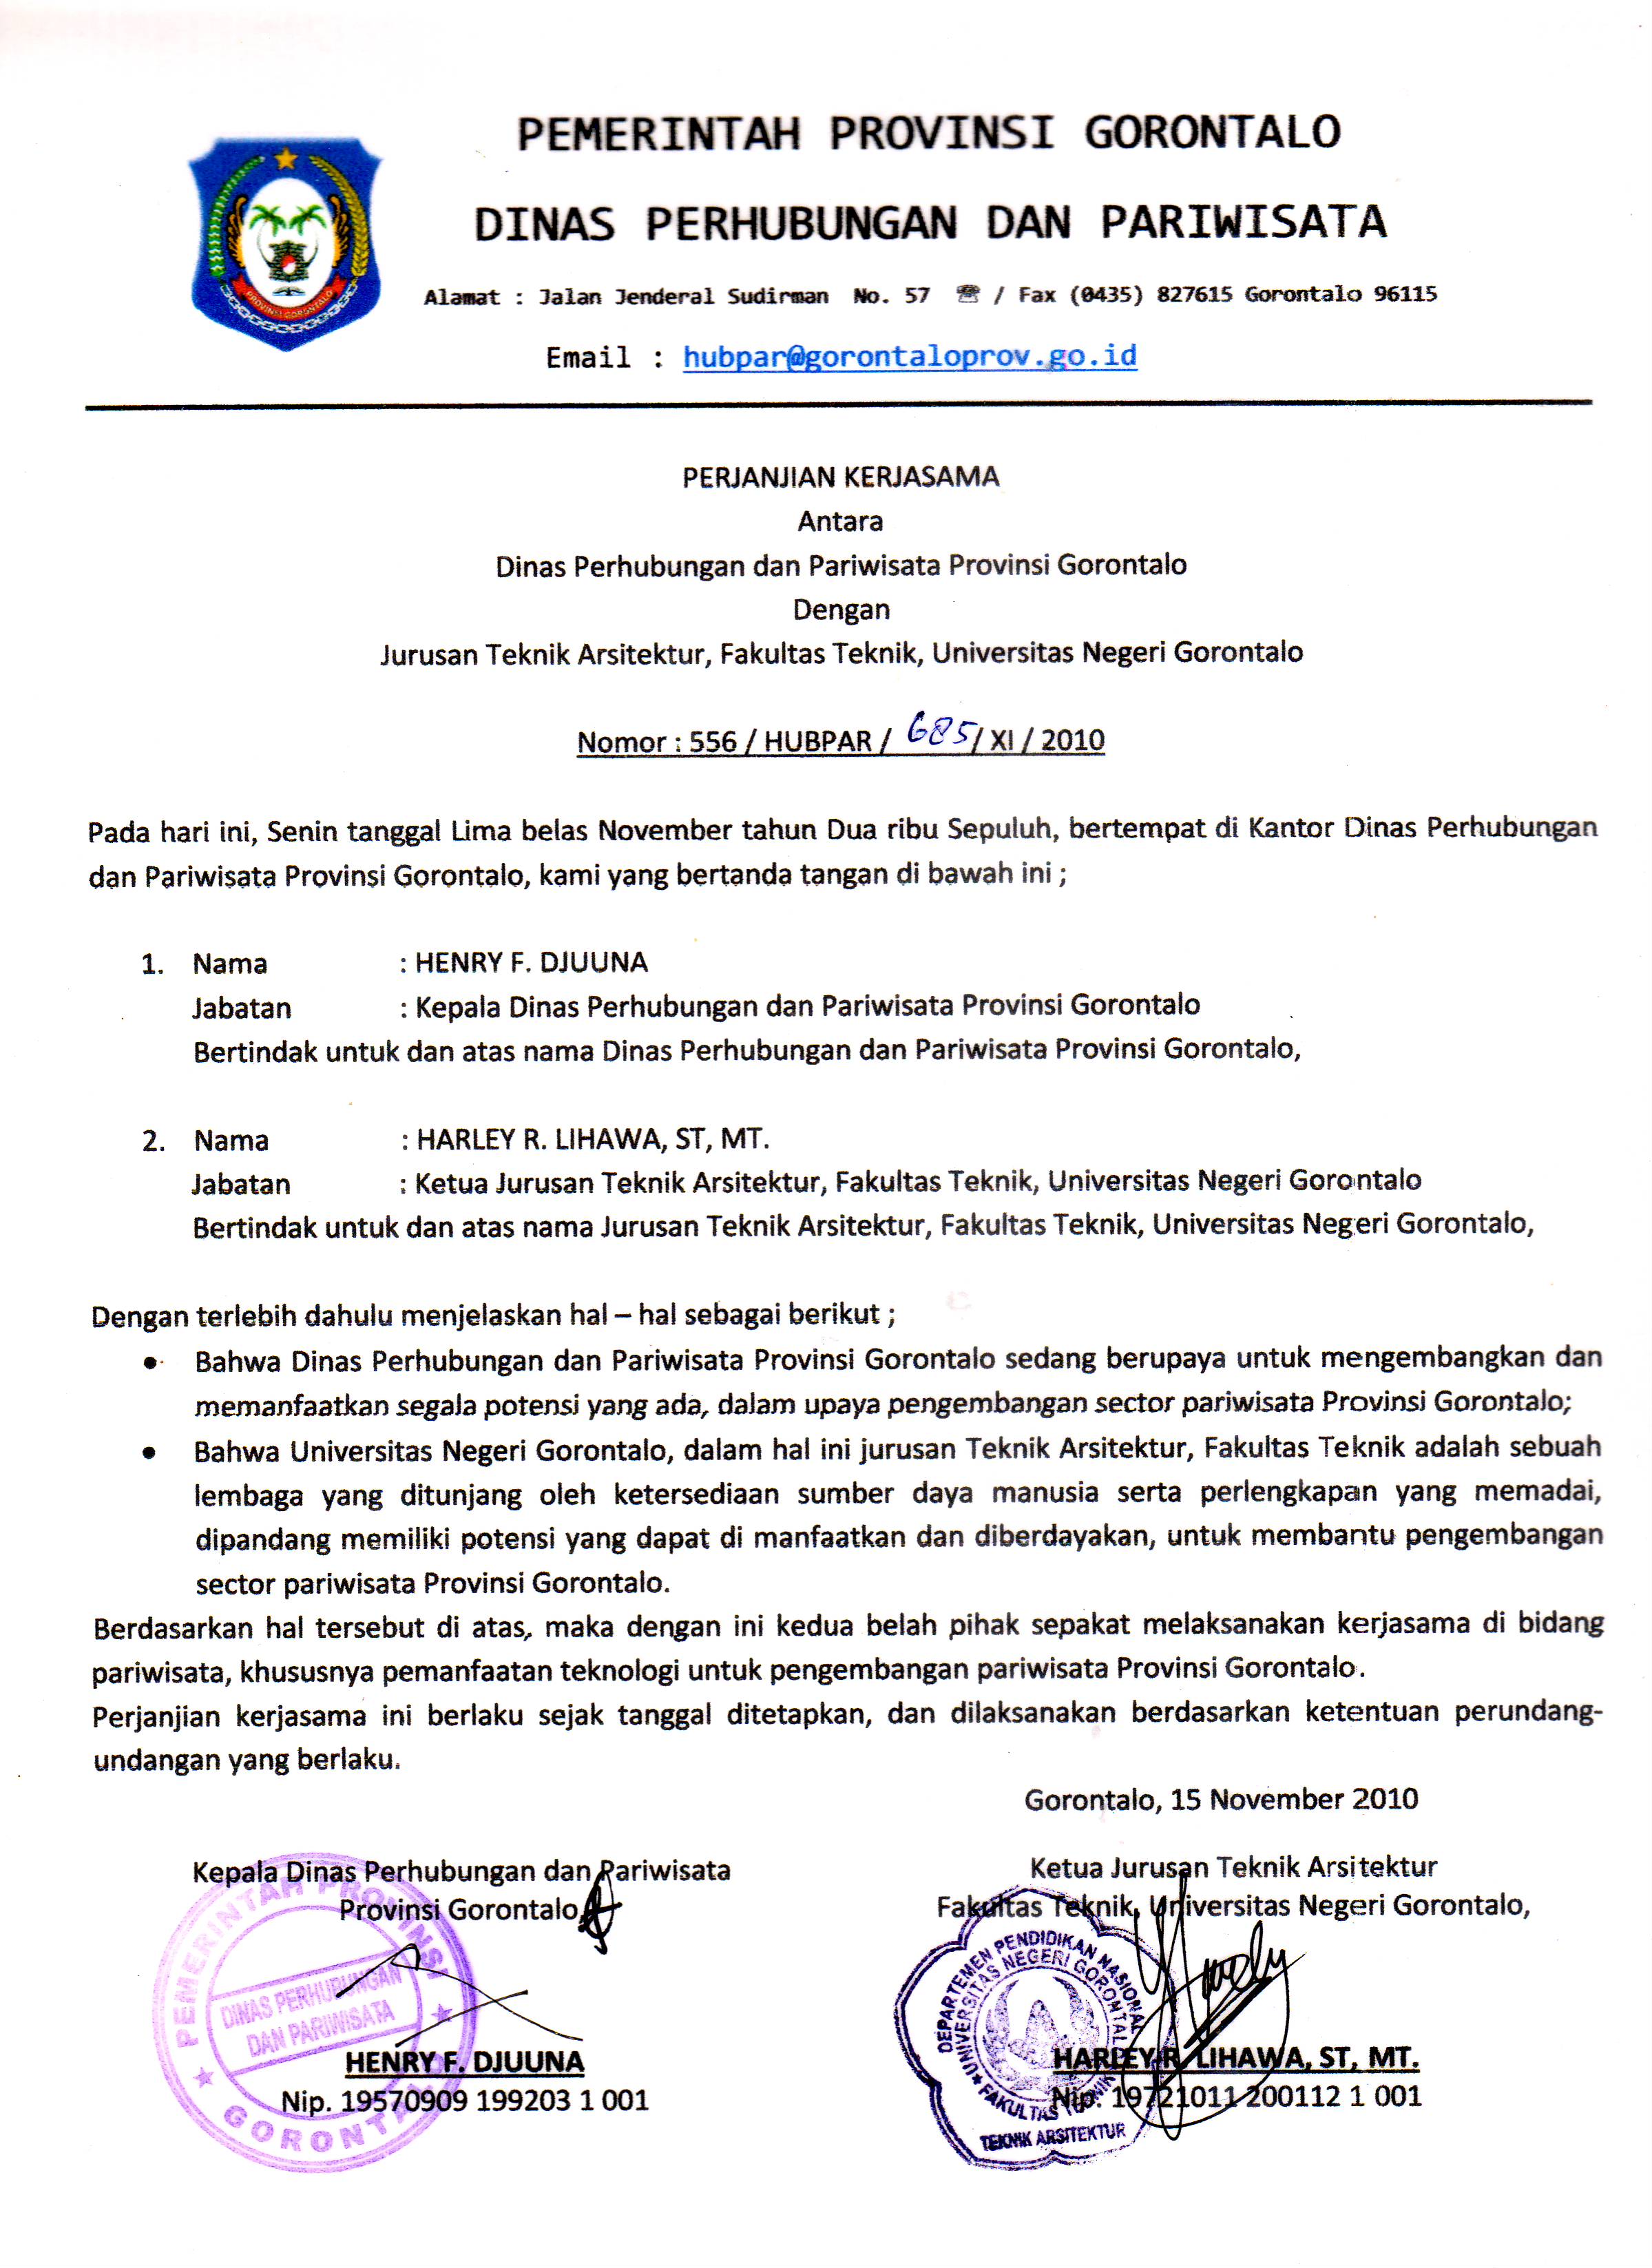 PEMERINTAH PROVINSI GORONTALO
DINAS PERHUBUNGAN DAN PARIWISATA
Alamat : Jalan Jenderal Sudirman No. 57 ☏ / Fax (0435) 827615 Gorontalo 96115
Email : hubpar@gorontaloprov.go.id
PROVINSI GORONTALO
PERJANJIAN KERJASAMA
Antara
Dinas Perhubungan dan Pariwisata Provinsi Gorontalo
Dengan
Jurusan Teknik Arsitektur, Fakultas Teknik, Universitas Negeri Gorontalo
Nomor : 556 / HUBPAR / 685/ XI / 2010
Pada hari ini, Senin tanggal Lima belas November tahun Dua ribu Sepuluh, bertempat di Kantor Dinas Perhubungan
dan Pariwisata Provinsi Gorontalo, kami yang bertanda tangan di bawah ini ;
1. Nama : HENRY F. DJUUNA
Jabatan : Kepala Dinas Perhubungan dan Pariwisata Provinsi Gorontalo
Bertindak untuk dan atas nama Dinas Perhubungan dan Pariwisata Provinsi Gorontalo,
2. Nama : HARLEY R. LIHAWA, ST, MT.
Jabatan : Ketua Jurusan Teknik Arsitektur, Fakultas Teknik, Universitas Negeri Gorontalo
Bertindak untuk dan atas nama Jurusan Teknik Arsitektur, Fakultas Teknik, Universitas Negeri Gorontalo,
Dengan terlebih dahulu menjelaskan hal – hal sebagai berikut ;
• Bahwa Dinas Perhubungan dan Pariwisata Provinsi Gorontalo sedang berupaya untuk mengembangkan dan
memanfaatkan segala potensi yang ada, dalam upaya pengembangan sector pariwisata Provinsi Gorontalo;
• Bahwa Universitas Negeri Gorontalo, dalam hal ini jurusan Teknik Arsitektur, Fakultas Teknik adalah sebuah
lembaga yang ditunjang oleh ketersediaan sumber daya manusia serta perlengkapan yang memadai,
dipandang memiliki potensi yang dapat di manfaatkan dan diberdayakan, untuk membantu pengembangan
sector pariwisata Provinsi Gorontalo.
Berdasarkan hal tersebut di atas, maka dengan ini kedua belah pihak sepakat melaksanakan kerjasama di bidang
pariwisata, khususnya pemanfaatan teknologi untuk pengembangan pariwisata Provinsi Gorontalo.
Perjanjian kerjasama ini berlaku sejak tanggal ditetapkan, dan dilaksanakan berdasarkan ketentuan perundang-
undangan yang berlaku.
Gorontalo, 15 November 2010
Kepala Dinas Perhubungan dan Pariwisata
Provinsi Gorontalo,
PEMERINTAH PROVINSI
DINAS PERHUBUNGAN
DAN PARIWISATA
GORONTALO
HENRY F. DJUUNA
Nip. 19570909 199203 1 001
Ketua Jurusan Teknik Arsitektur
Fakultas Teknik, Universitas Negeri Gorontalo,
DEPARTEMEN PENDIDIKAN NASIONAL
UNIVERSITAS NEGERI GORONTALO
FAKULTAS TEKNIK
TEKNIK ARSITEKTUR
HARLEY R. LIHAWA, ST, MT.
Nip. 19721011 200112 1 001